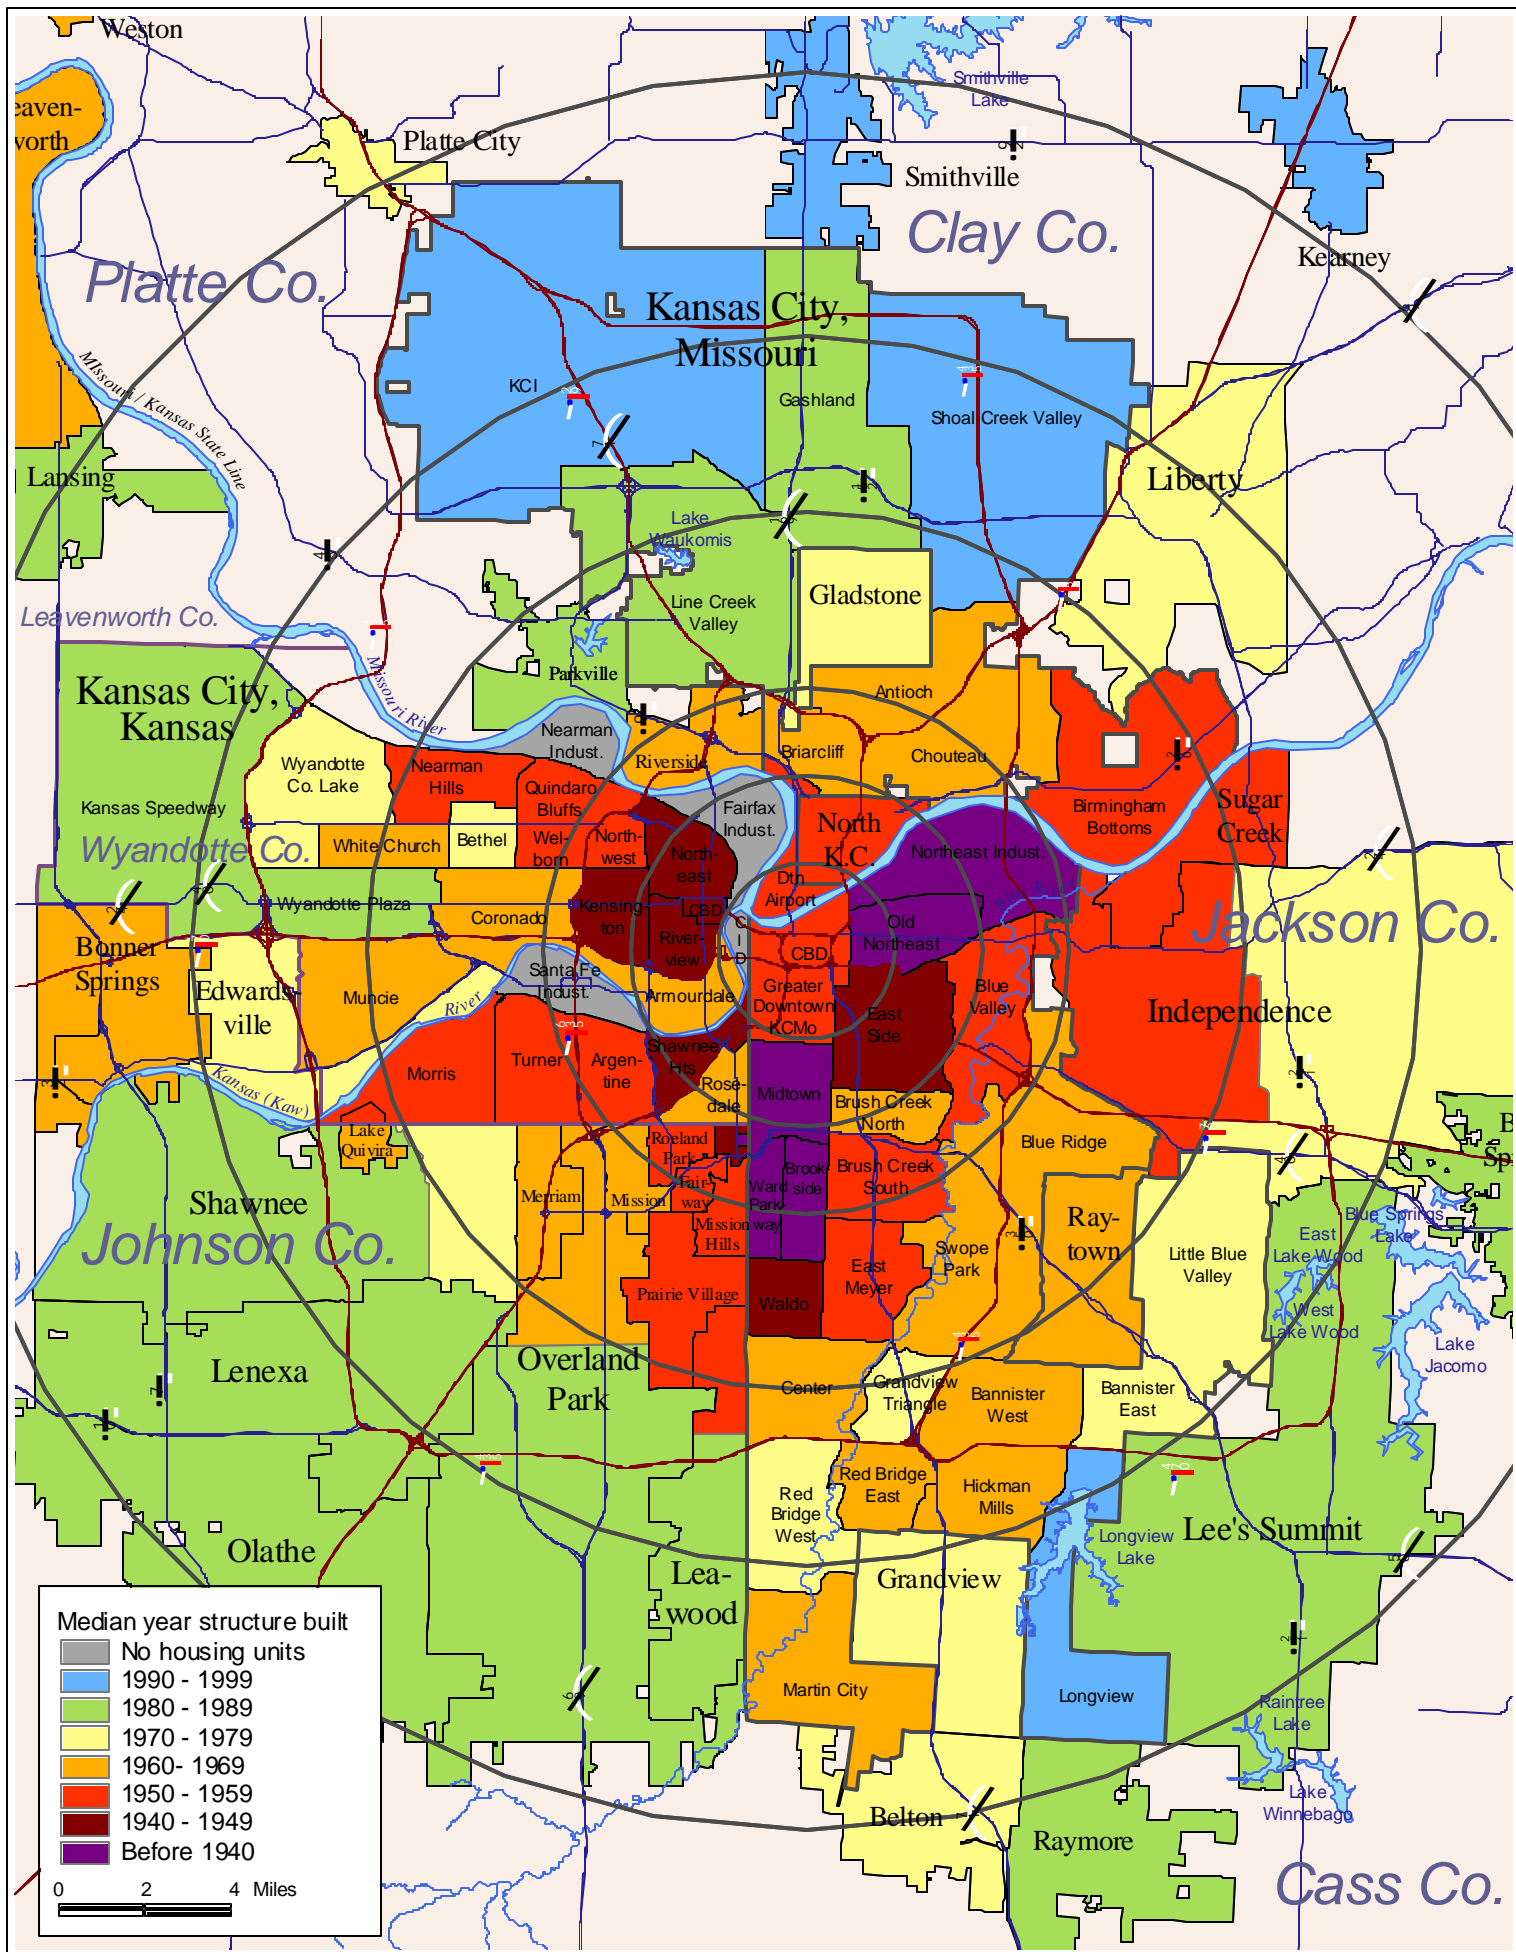 Weston
Smithville
Lake
eaven-
worth
Platte City
Smithville
Clay Co.
Kearney
Platte Co.
Kansas City,
Missouri
MIssouri / Kansas State Line
KCI
Gashland
Shoal Creek Valley
Lansing
Liberty
Lake
Waukomis
Gladstone
Line Creek
Valley
Leavenworth Co.
Missouri River
Parkville
Kansas City,
Kansas
Antioch
Nearman
Indust.
Riverside
Briarcliff
Chouteau
Wyandotte
Co. Lake
Nearman
Hills
Quindaro
Bluffs
Kansas Speedway
Fairfax
Indust.
North
K.C.
Birmingham
Bottoms
Sugar
Creek
Wyandotte Co.
White Church
Bethel
Wel-
born
North-
west
North-
east
Northeast Indust.
Dtn
Airport
Wyandotte Plaza
Coronado
Kensing-
ton
CBD
River-
view
C
I
D
Old
Northeast
Jackson Co.
Bonner
Springs
CBD
Edwards-
ville
Muncie
River
Santa Fe
Indust.
Armourdale
Greater
Downtown
KCMo
East
Side
Blue
Valley
Independence
Kansas (Kaw)
Morris
Turner
Argen-
tine
Shawnee
Hts
Rose-
dale
Midtown
Brush Creek
North
Lake
Quivira
Roeland
Park
Blue Ridge
B
Spr
Shawnee
Merriam
Mission
Fair-
way
Ward
Park-
way
Brook
side
Brush Creek
South
Johnson Co.
Mission
Hills
Swope
Park
Ray-
town
Little Blue
Valley
East
Lake Wood
Blue Springs
Lake
Prairie Village
Waldo
East
Meyer
West
Lake Wood
Lake
Jacomo
Lenexa
Overland
Park
Center
Grandview
Triangle
Bannister
West
Bannister
East
Red Bridge
East
Hickman
Mills
Red
Bridge
West
Olathe
Longview
Lake
Lee's Summit
Lea-
wood
Grandview
Martin City
Longview
Raintree
Lake
Lake
Winnebago
Belton
Raymore
Cass Co.
Median year structure built
No housing units
1990 - 1999
1980 - 1989
1970 - 1979
1960- 1969
1950 - 1959
1940 - 1949
Before 1940
0 2 4 Miles